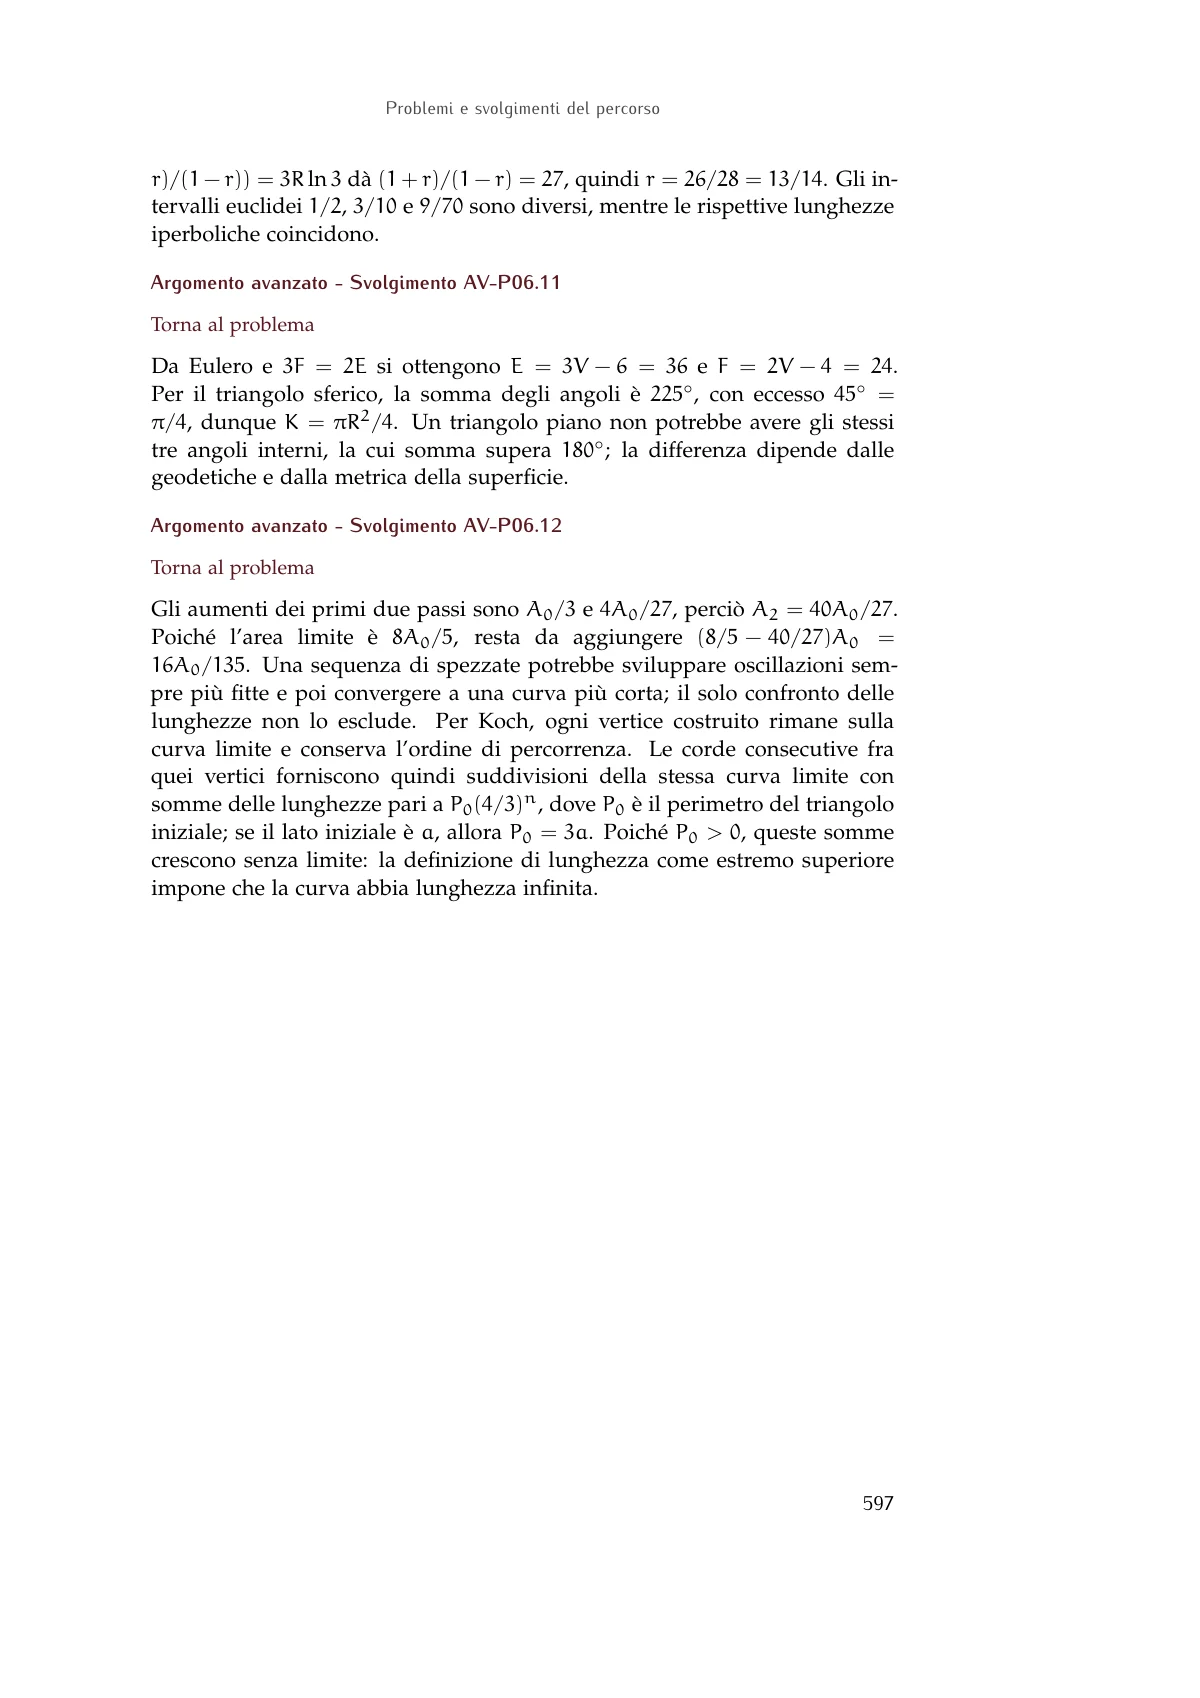 Problemi e svolgimenti del percorso
r)/(1 − r)) = 3R ln 3 dà (1 + r)/(1 − r) = 27, quindi r = 26/28 = 13/14. Gli in-
tervalli euclidei 1/2, 3/10 e 9/70 sono diversi, mentre le rispettive lunghezze
iperboliche coincidono.
Argomento avanzato - Svolgimento AV-P06.11
Torna al problema
Da Eulero e 3F = 2E si ottengono E = 3V − 6 = 36 e F = 2V − 4 = 24.
Per il triangolo sferico, la somma degli angoli è 225°, con eccesso 45° =
π/4, dunque K = πR²/4. Un triangolo piano non potrebbe avere gli stessi
tre angoli interni, la cui somma supera 180°; la differenza dipende dalle
geodetiche e dalla metrica della superficie.
Argomento avanzato - Svolgimento AV-P06.12
Torna al problema
Gli aumenti dei primi due passi sono A₀/3 e 4A₀/27, perciò A₂ = 40A₀/27.
Poiché l'area limite è 8A₀/5, resta da aggiungere (8/5 − 40/27)A₀ =
16A₀/135. Una sequenza di spezzate potrebbe sviluppare oscillazioni sem-
pre più fitte e poi convergere a una curva più corta; il solo confronto delle
lunghezze non lo esclude. Per Koch, ogni vertice costruito rimane sulla
curva limite e conserva l'ordine di percorrenza. Le corde consecutive fra
quei vertici forniscono quindi suddivisioni della stessa curva limite con
somme delle lunghezze pari a P₀(4/3)ⁿ, dove P₀ è il perimetro del triangolo
iniziale; se il lato iniziale è a, allora P₀ = 3a. Poiché P₀ > 0, queste somme
crescono senza limite: la definizione di lunghezza come estremo superiore
impone che la curva abbia lunghezza infinita.
597